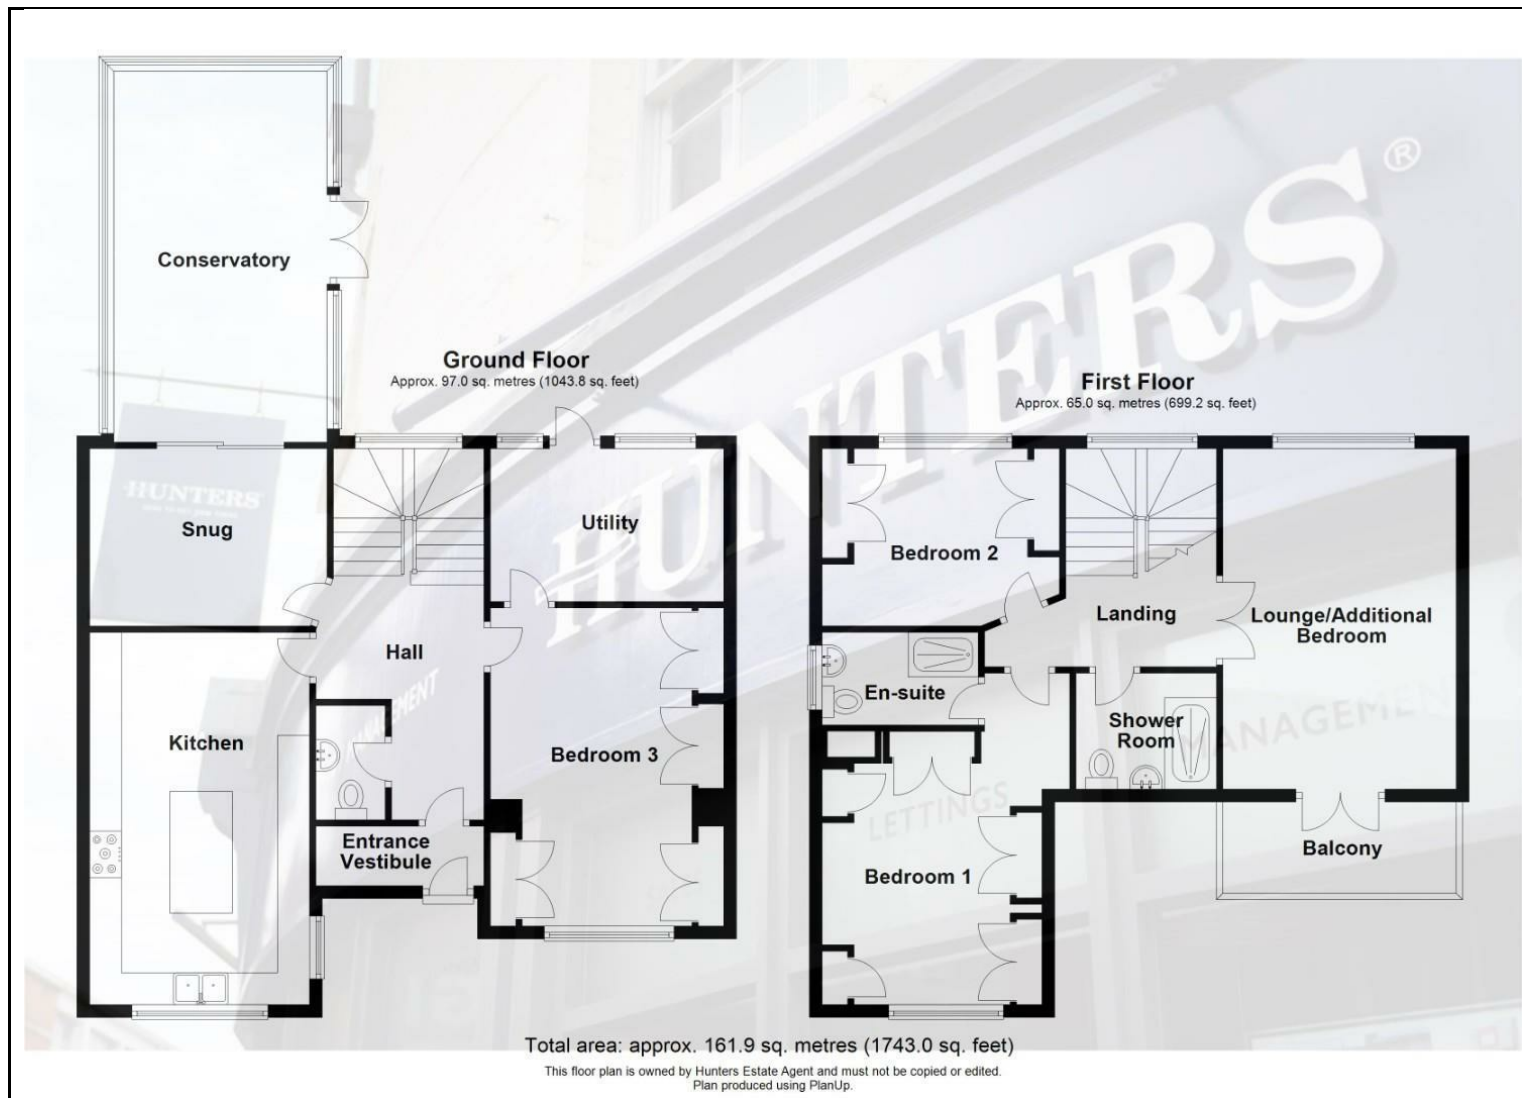 Conservatory
Ground Floor
Approx. 97.0 sq. metres (1043.8 sq. feet)
Snug
Utility
Hall
Kitchen
Bedroom 3
Entrance
Vestibule
First Floor
Approx. 65.0 sq. metres (699.2 sq. feet)
Bedroom 2
Landing
Lounge/Additional
Bedroom
En-suite
Shower
Room
Bedroom 1
Balcony
HUNTERS®
HUNTERS
MANAGEMENT
LETTINGS
Total area: approx. 161.9 sq. metres (1743.0 sq. feet)
This floor plan is owned by Hunters Estate Agent and must not be copied or edited.
Plan produced using PlanUp.